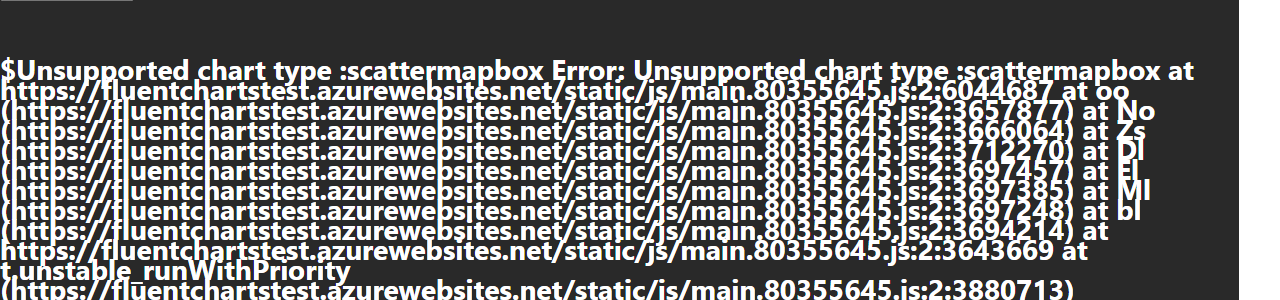 $Unsupported chart type :scattermapbox Error: Unsupported chart type :scattermapbox at
https://fluentchartstest.azurewebsites.net/static/js/main.80355645.js:2:6044687 at oo
(https://fluentchartstest.azurewebsites.net/static/js/main.80355645.js:2:3657877) at No
(https://fluentchartstest.azurewebsites.net/static/js/main.80355645.js:2:3666064) at Zs
(https://fluentchartstest.azurewebsites.net/static/js/main.80355645.js:2:3712270) at Dl
(https://fluentchartstest.azurewebsites.net/static/js/main.80355645.js:2:3697457) at El
(https://fluentchartstest.azurewebsites.net/static/js/main.80355645.js:2:3697385) at Ml
(https://fluentchartstest.azurewebsites.net/static/js/main.80355645.js:2:3697248) at bl
(https://fluentchartstest.azurewebsites.net/static/js/main.80355645.js:2:3694214) at
https://fluentchartstest.azurewebsites.net/static/js/main.80355645.js:2:3643669 at
t.unstable_runWithPriority
(https://fluentchartstest.azurewebsites.net/static/js/main.80355645.js:2:3880713)